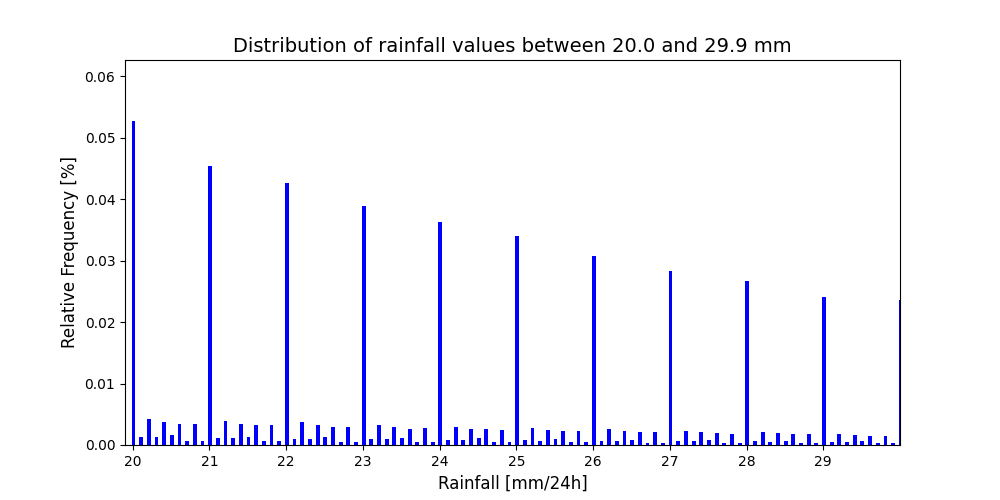 Distribution of rainfall values between 20.0 and 29.9 mm
Relative Frequency [%]
0.06
0.05
0.04
0.03
0.02
0.01
0.00
20 21 22 23 24 25 26 27 28 29
Rainfall [mm/24h]